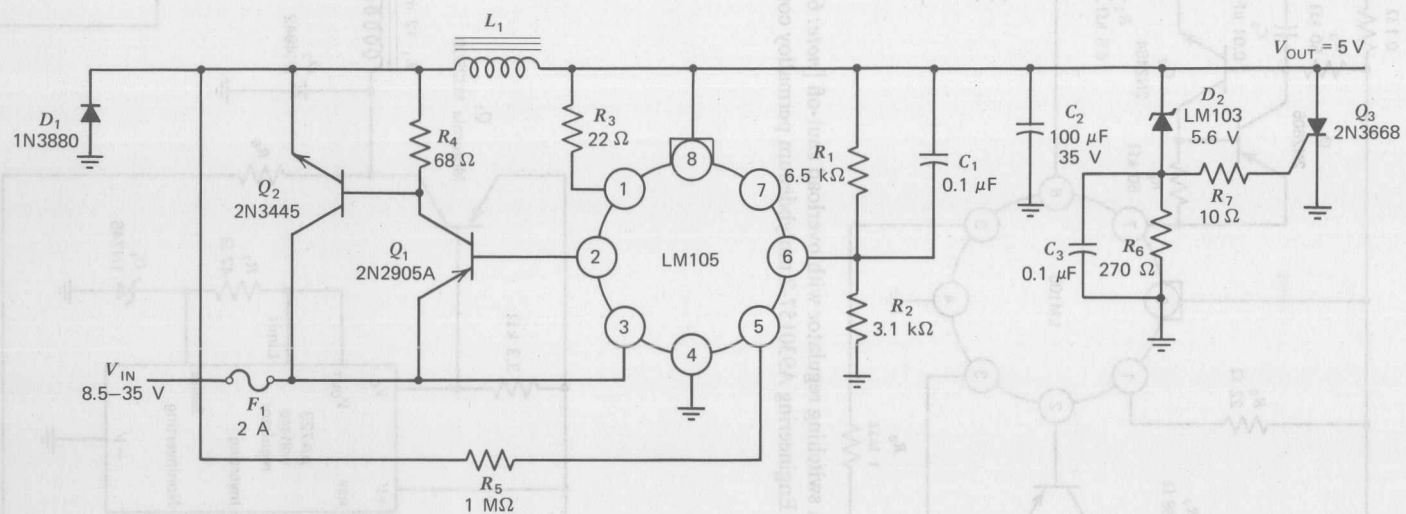 L1
VOUT = 5 V
D1
1N3880
R4
68 Ω
R3
22 Ω
Q2
2N3445
Q1
2N2905A
1
2
3
4
5
6
7
8
LM105
R1
6.5 kΩ
C1
0.1 μF
R2
3.1 kΩ
C2
100 μF
35 V
D2
LM103
5.6 V
Q3
2N3668
R7
10 Ω
C3
0.1 μF
R6
270 Ω
VIN
8.5–35 V
F1
2 A
R5
1 MΩ